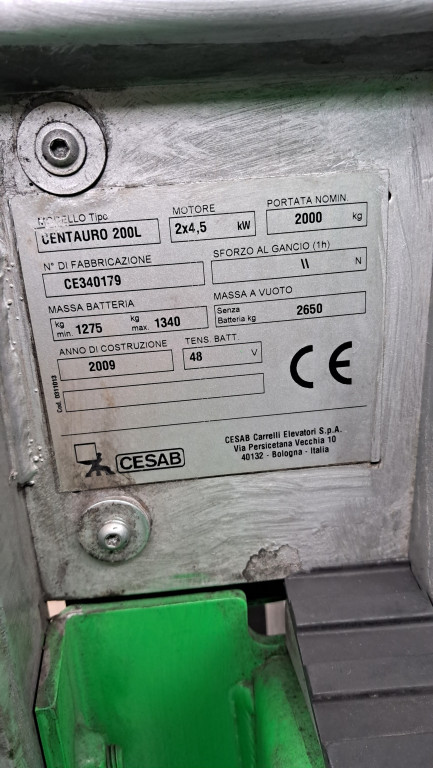 MODELLO Tipo
CENTAURO 200L
MOTORE
2x4,5 kW
PORTATA NOMIN.
2000 kg
N° DI FABBRICAZIONE
CE340179
SFORZO AL GANCIO (1h)
\\ N
MASSA BATTERIA
kg min. 1275 kg max. 1340
MASSA A VUOTO
Senza Batteria kg 2650
ANNO DI COSTRUZIONE
2009
TENS. BATT.
48 V
CE
CESAB
CESAB Carrelli Elevatori S.p.A.
Via Persicetana Vecchia 10
40132 - Bologna - Italia